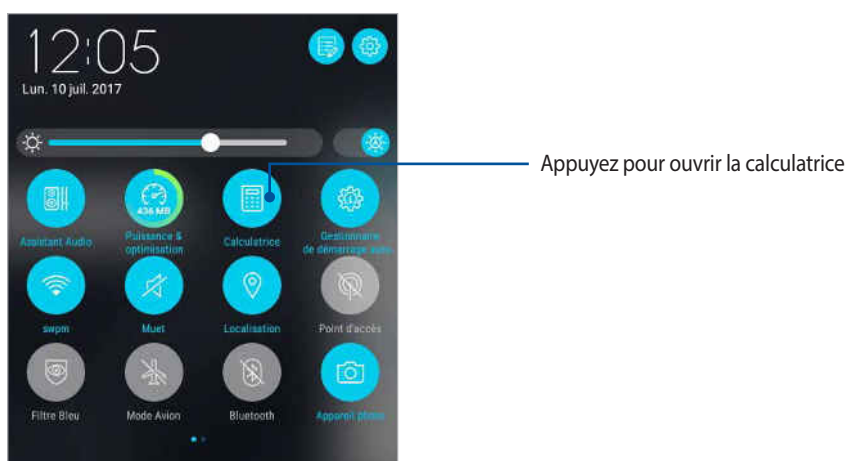 12:05
Lun. 10 juil. 2017
Appuyez pour ouvrir la calculatrice
436 MB
Assistant Audio
Puissance &
optimisation
Calculatrice
Gestionnaire
de démarrage auto
swpm
Muet
Localisation
Point d'accès
Filtre Bleu
Mode Avion
Bluetooth
Appareil photo